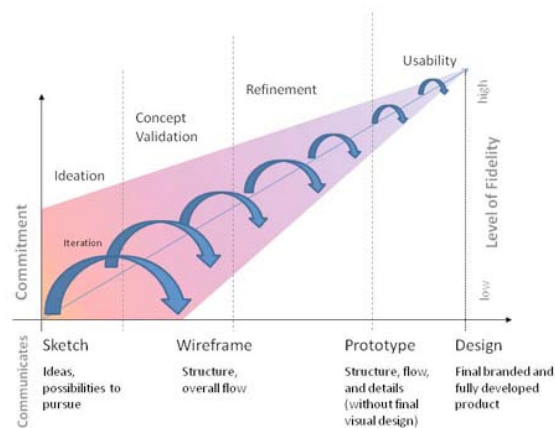 Usability
Refinement
Concept
Validation
Ideation
Iteration
high
Level of Fidelity
low
Commitment
Communicates
Sketch
Wireframe
Prototype
Design
Ideas,
possibilities to
pursue
Structure,
overall flow
Structure, flow,
and details
(without final
visual design)
Final branded and
fully developed
product